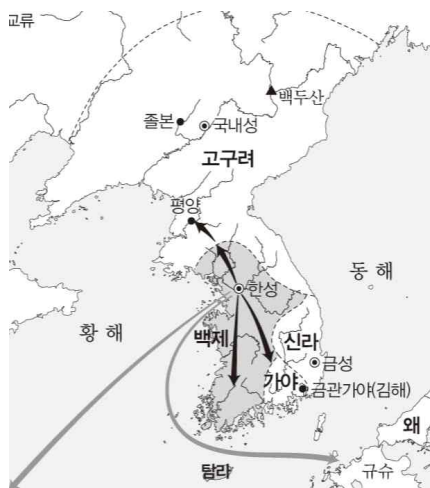 교류
백두산
졸본
국내성
고구려
평양
동해
한성
황해
백제
신라
금성
가야
금관가야(김해)
왜
탐라
규슈